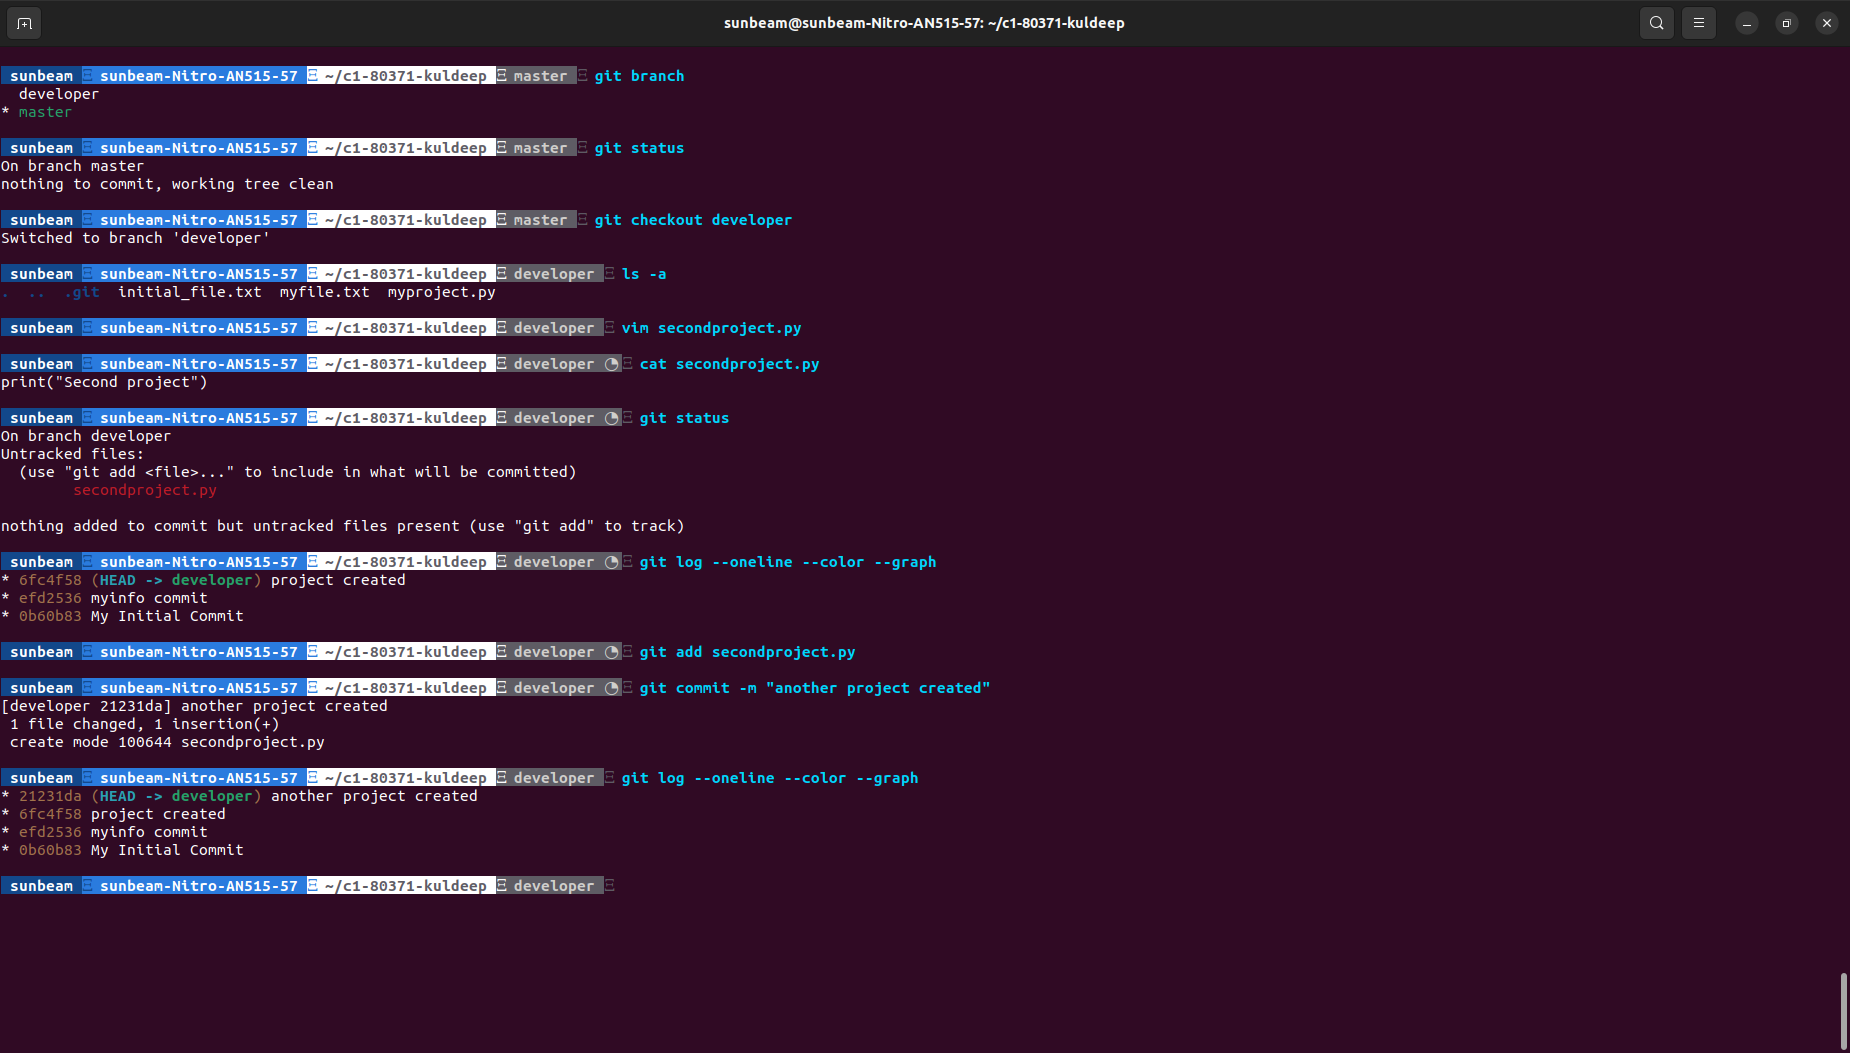 sunbeam@sunbeam-Nitro-AN515-57: ~/c1-80371-kuldeep
sunbeam sunbeam-Nitro-AN515-57 ~/c1-80371-kuldeep master git branch
developer
* master
sunbeam sunbeam-Nitro-AN515-57 ~/c1-80371-kuldeep master git status
On branch master
nothing to commit, working tree clean
sunbeam sunbeam-Nitro-AN515-57 ~/c1-80371-kuldeep master git checkout developer
Switched to branch 'developer'
sunbeam sunbeam-Nitro-AN515-57 ~/c1-80371-kuldeep developer ls -a
. .. .git initial_file.txt myfile.txt myproject.py
sunbeam sunbeam-Nitro-AN515-57 ~/c1-80371-kuldeep developer vim secondproject.py
sunbeam sunbeam-Nitro-AN515-57 ~/c1-80371-kuldeep developer ◔ cat secondproject.py
print("Second project")
sunbeam sunbeam-Nitro-AN515-57 ~/c1-80371-kuldeep developer ◔ git status
On branch developer
Untracked files:
(use "git add <file>..." to include in what will be committed)
secondproject.py
nothing added to commit but untracked files present (use "git add" to track)
sunbeam sunbeam-Nitro-AN515-57 ~/c1-80371-kuldeep developer ◔ git log --oneline --color --graph
* 6fc4f58 (HEAD -> developer) project created
* efd2536 myinfo commit
* 0b60b83 My Initial Commit
sunbeam sunbeam-Nitro-AN515-57 ~/c1-80371-kuldeep developer ◔ git add secondproject.py
sunbeam sunbeam-Nitro-AN515-57 ~/c1-80371-kuldeep developer ◔ git commit -m "another project created"
[developer 21231da] another project created
1 file changed, 1 insertion(+)
create mode 100644 secondproject.py
sunbeam sunbeam-Nitro-AN515-57 ~/c1-80371-kuldeep developer git log --oneline --color --graph
* 21231da (HEAD -> developer) another project created
* 6fc4f58 project created
* efd2536 myinfo commit
* 0b60b83 My Initial Commit
sunbeam sunbeam-Nitro-AN515-57 ~/c1-80371-kuldeep developer